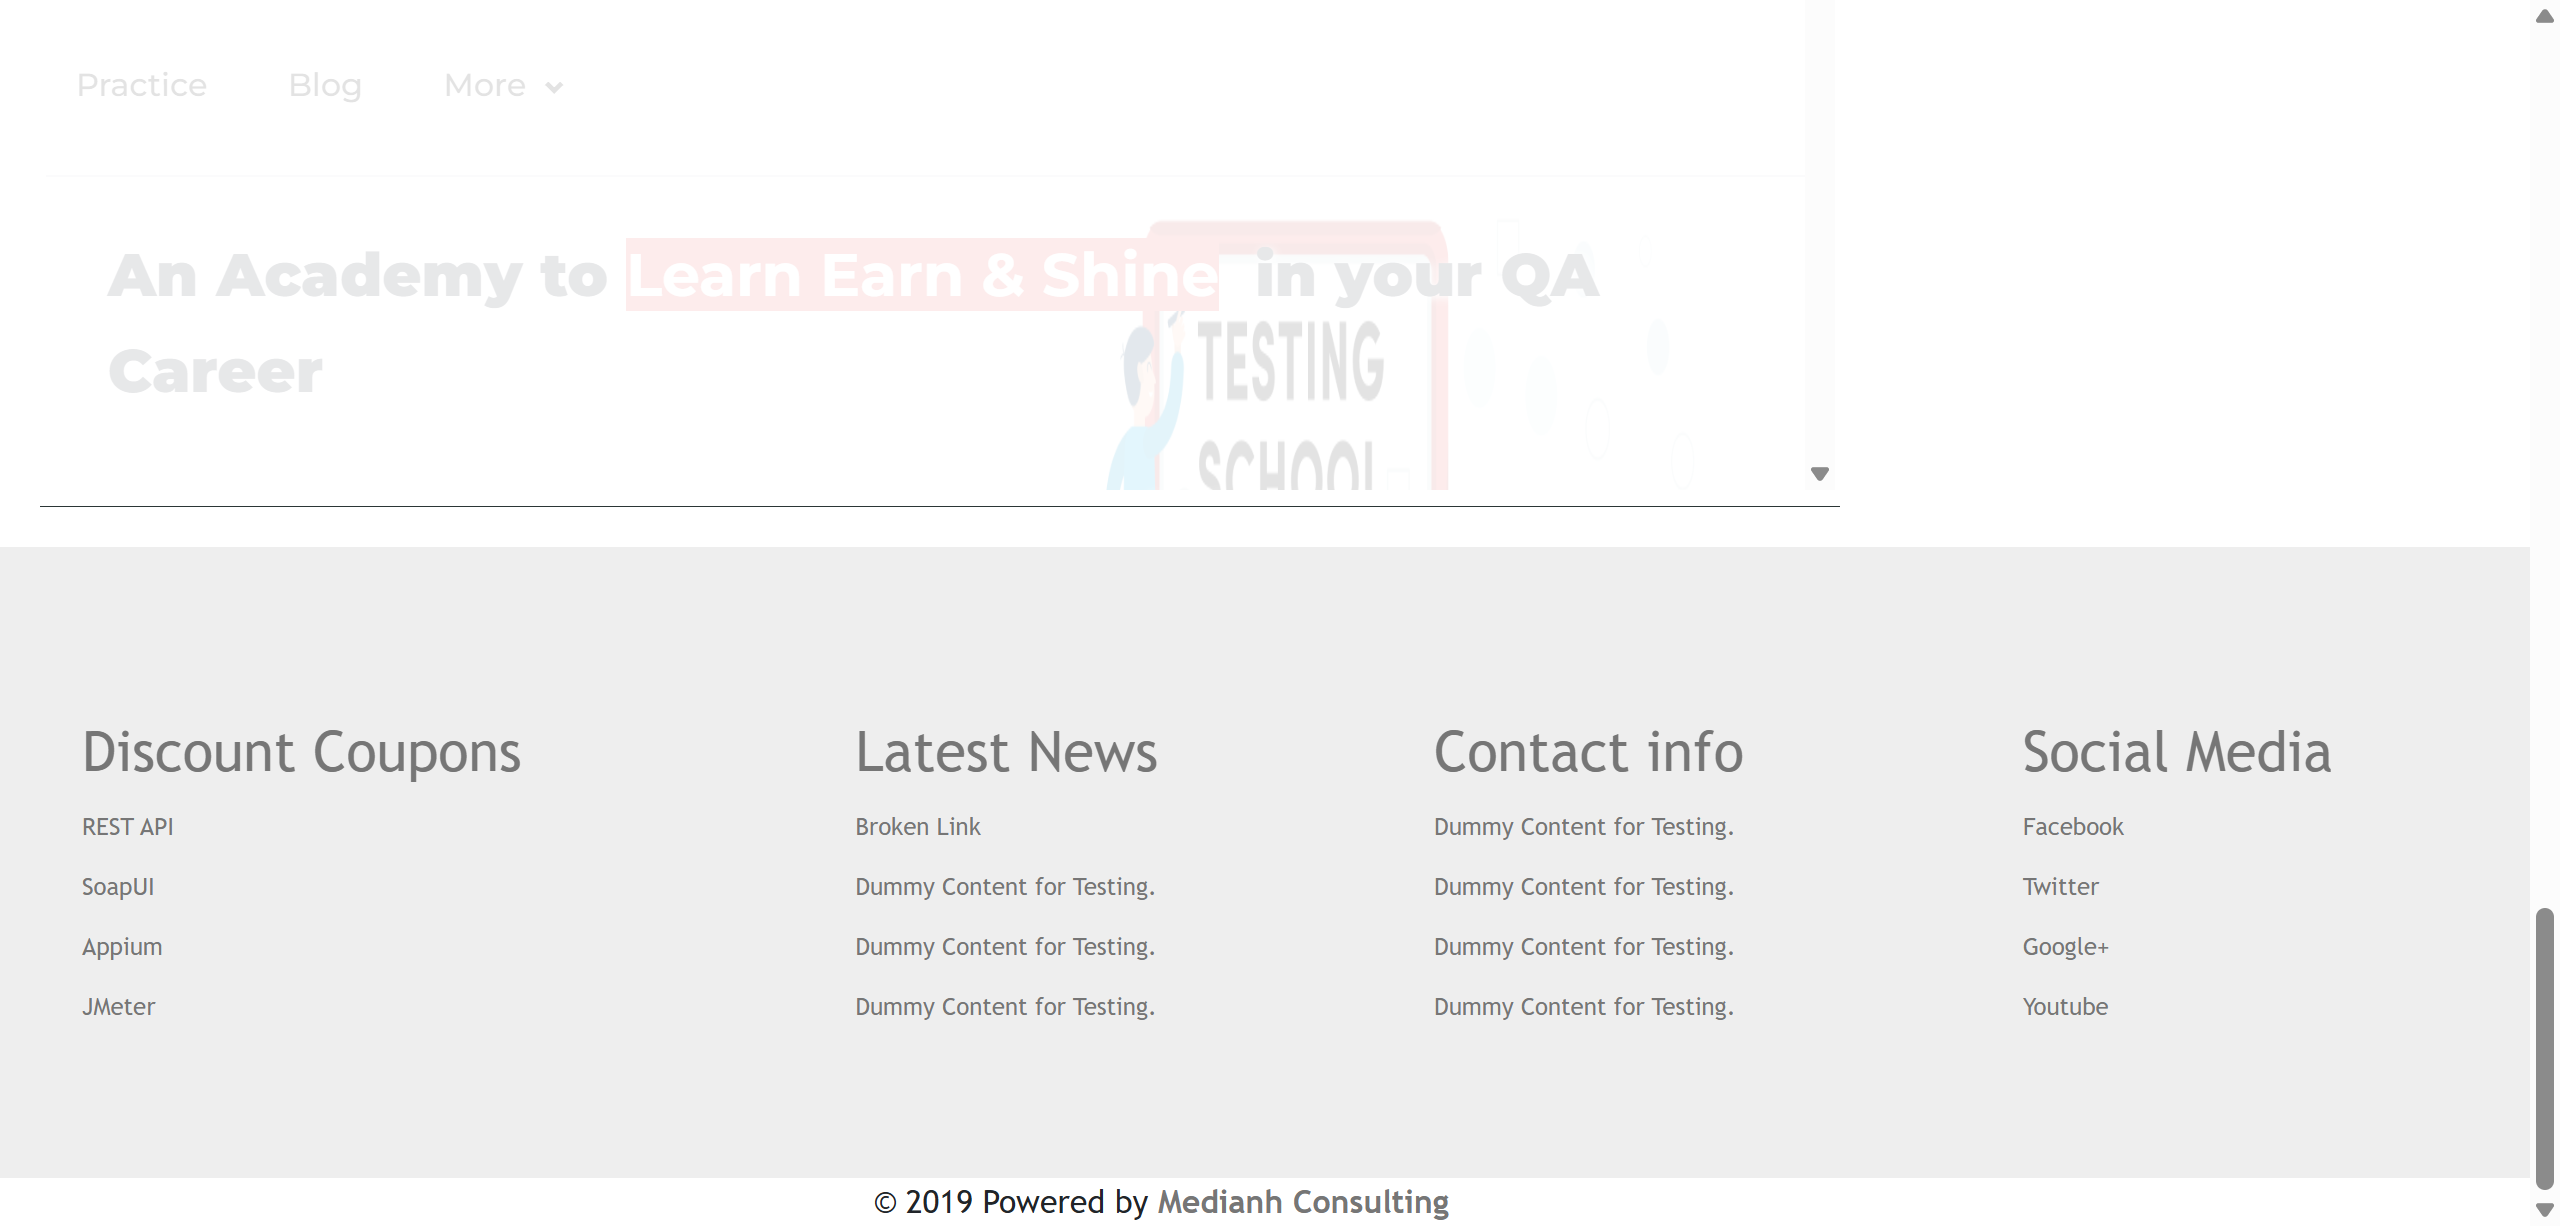 Practice Blog More
An Academy to Learn Earn & Shine in your QA
Career
TESTING
SCHOOL
Discount Coupons Latest News Contact info Social Media
REST API Broken Link Dummy Content for Testing. Facebook
SoapUI Dummy Content for Testing. Dummy Content for Testing. Twitter
Appium Dummy Content for Testing. Dummy Content for Testing. Google+
JMeter Dummy Content for Testing. Dummy Content for Testing. Youtube
© 2019 Powered by Medianh Consulting